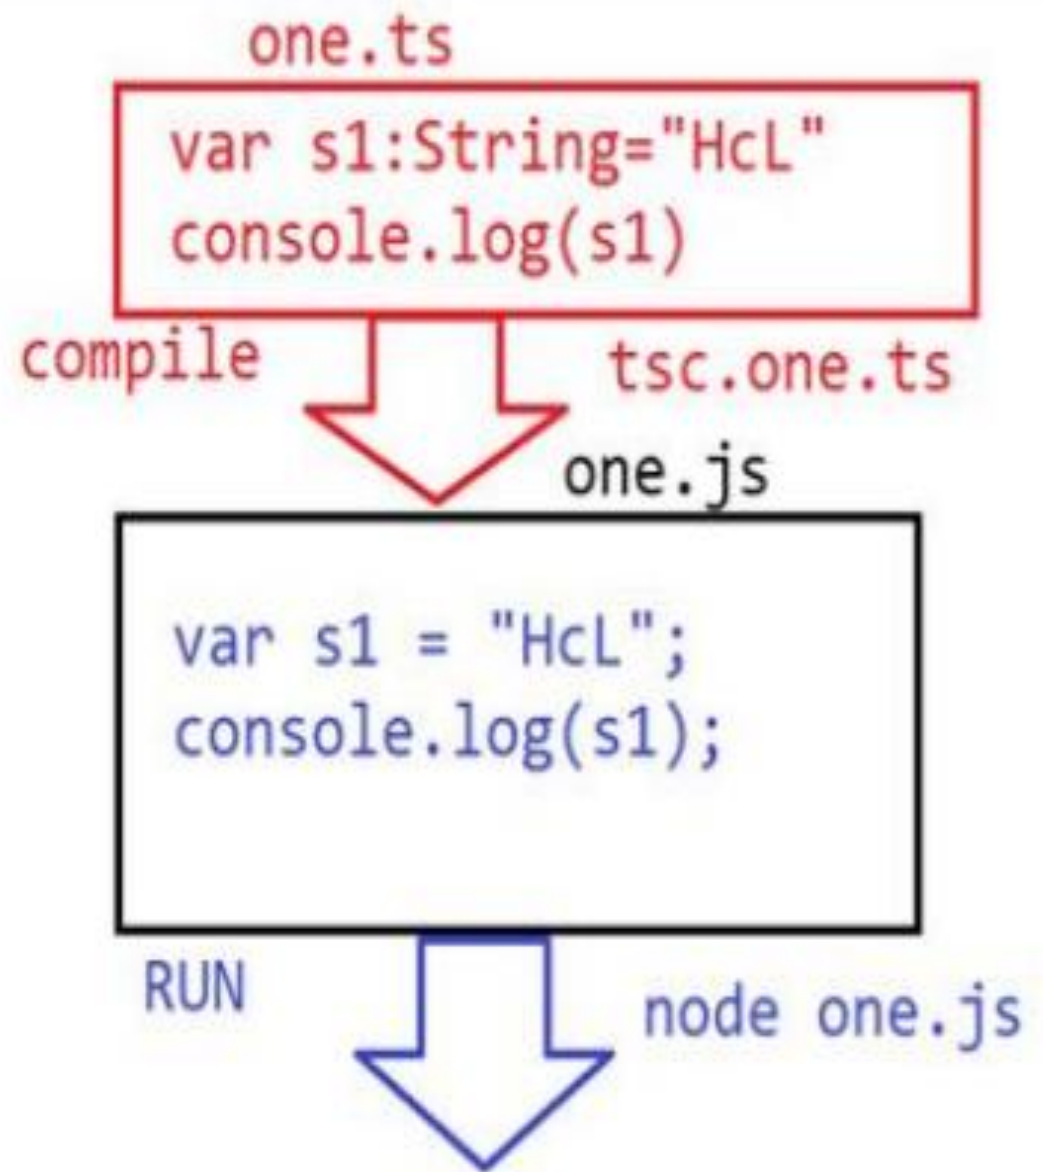 one.ts
var s1:String="HcL"
console.log(s1)
compile
tsc.one.ts
one.js
var s1 = "HcL";
console.log(s1);
RUN
node one.js